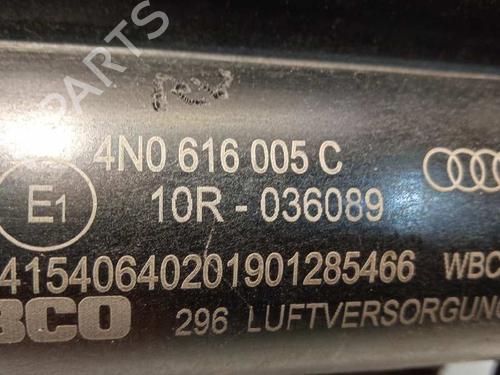 B-PARTS
4N0 616 005 C
E1
10R - 036089
4154064020190128546​6
WBC
BCO
296 LUFTVERSORGUNG